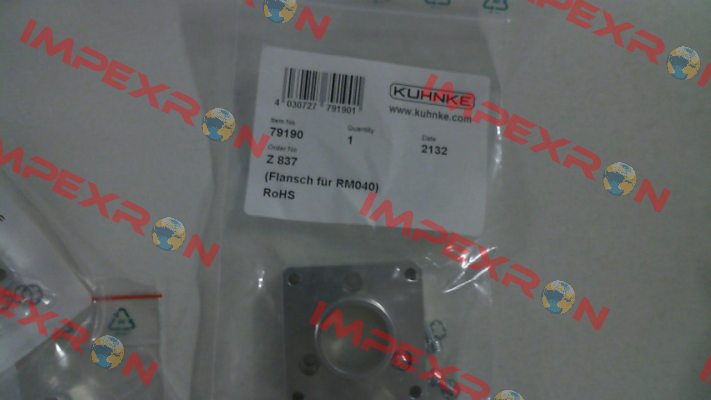 IMPEXRON
IMPEXRON
IMPEXRON
IMPEXRON
KUHNKE
www.kuhnke.com
4 030727 791901
Item No
79190
Quantity
1
Date
2132
Order No
Z 837
(Flansch für RM040)
RoHS
IMPEXRON
IMPEXRON
IMPEXRON
IMPEXRON